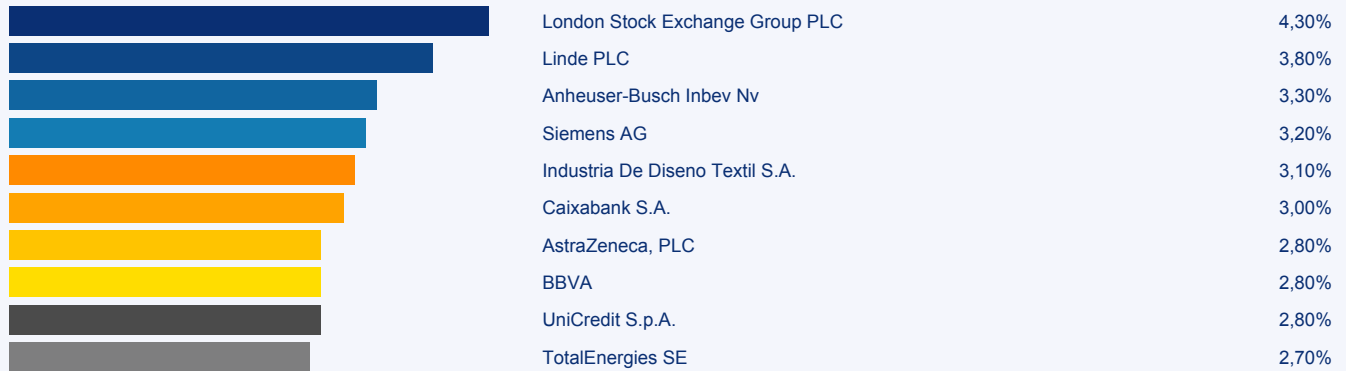 London Stock Exchange Group PLC 4,30%
Linde PLC 3,80%
Anheuser-Busch Inbev Nv 3,30%
Siemens AG 3,20%
Industria De Diseno Textil S.A. 3,10%
Caixabank S.A. 3,00%
AstraZeneca, PLC 2,80%
BBVA 2,80%
UniCredit S.p.A. 2,80%
TotalEnergies SE 2,70%